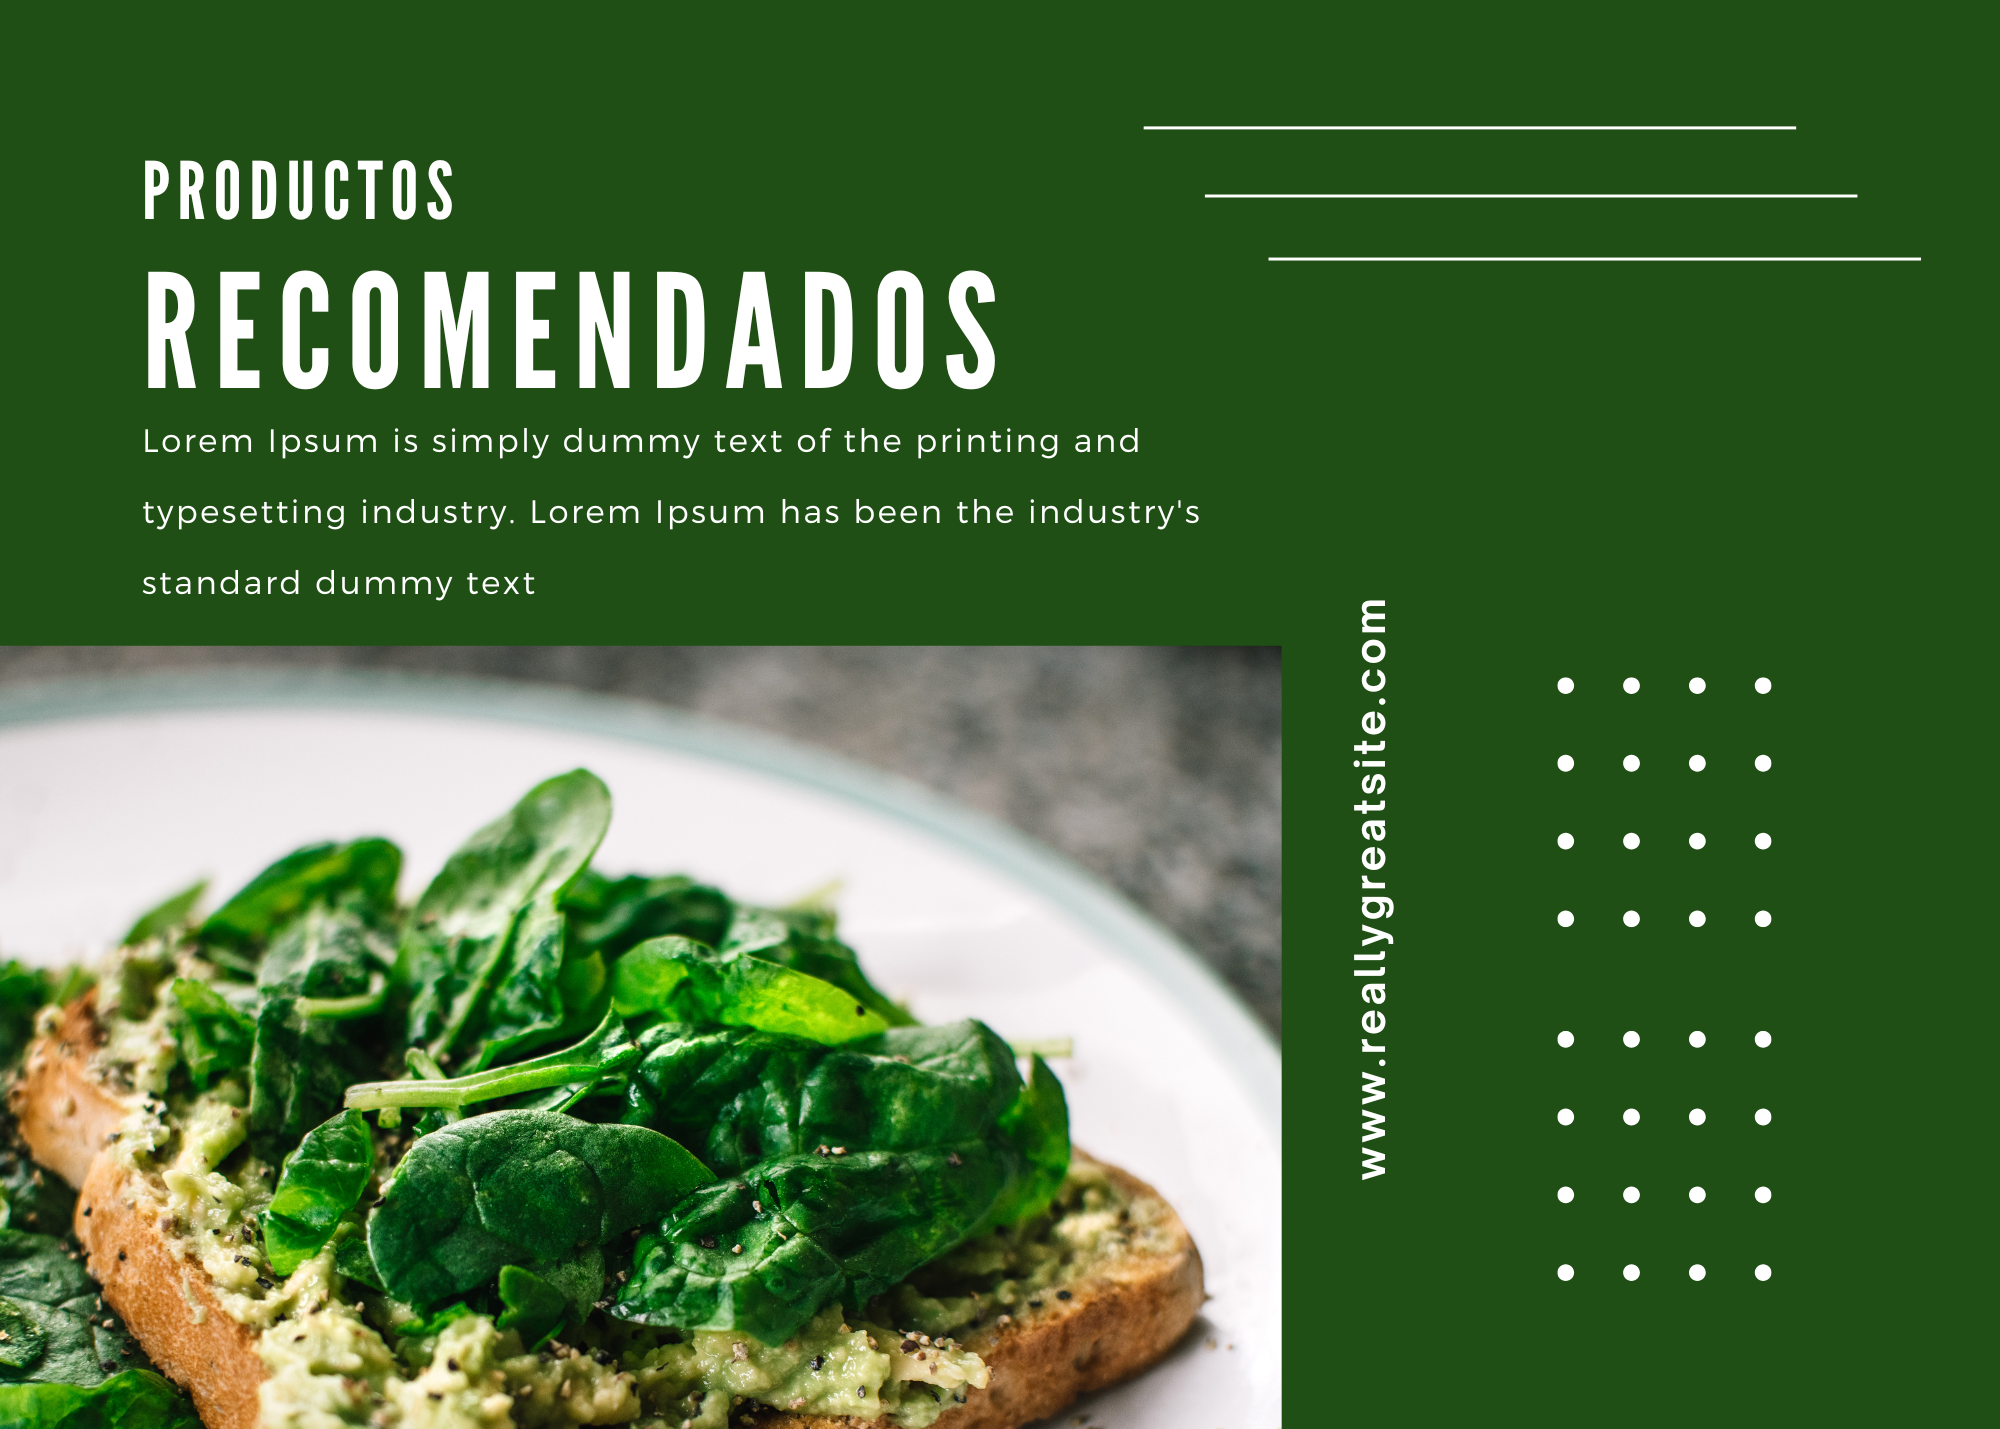 PRODUCTOS
RECOMENDADOS
Lorem Ipsum is simply dummy text of the printing and
typesetting industry. Lorem Ipsum has been the industry's
standard dummy text
www.reallygreatsite.com